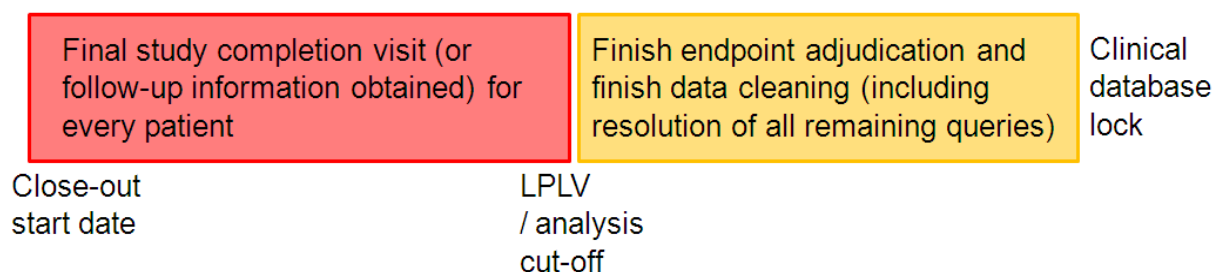 Final study completion visit (or
follow-up information obtained) for
every patient
Finish endpoint adjudication and
finish data cleaning (including
resolution of all remaining queries)
Clinical
database
lock
Close-out
start date
LPLV
/ analysis
cut-off